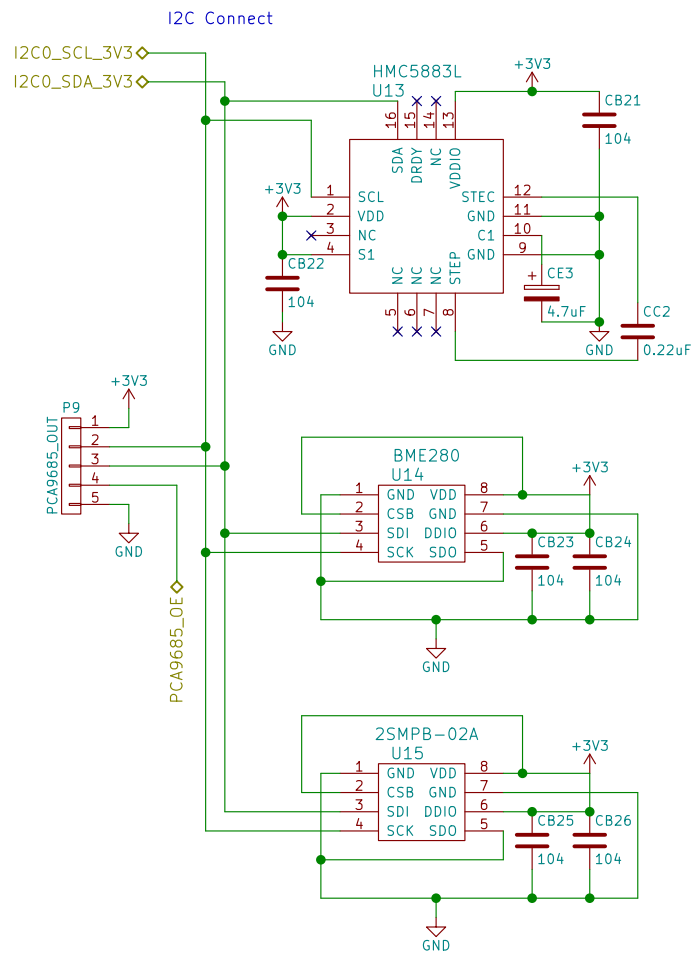 I2C Connect
I2C0_SCL_3V3
I2C0_SDA_3V3
HMC5883L
U13
+3V3
CB21
104
16
15
14
13
SDA
DRDY
NC
VDDIO
1 SCL
2 VDD
3 NC
4 S1
STEC 12
GND 11
C1 10
GND 9
NC
NC
NC
STEP
5
6
7
8
+3V3
CB22
104
GND
+
CE3
4.7uF
GND
CC2
0.22uF
+3V3
P9
PCA9685_OUT
1
2
3
4
5
GND
PCA9685_OE
BME280
U14
+3V3
1 GND VDD 8
2 CSB GND 7
3 SDI DDIO 6
4 SCK SDO 5
CB23
104
CB24
104
GND
2SMPB-02A
U15
+3V3
1 GND VDD 8
2 CSB GND 7
3 SDI DDIO 6
4 SCK SDO 5
CB25
104
CB26
104
GND